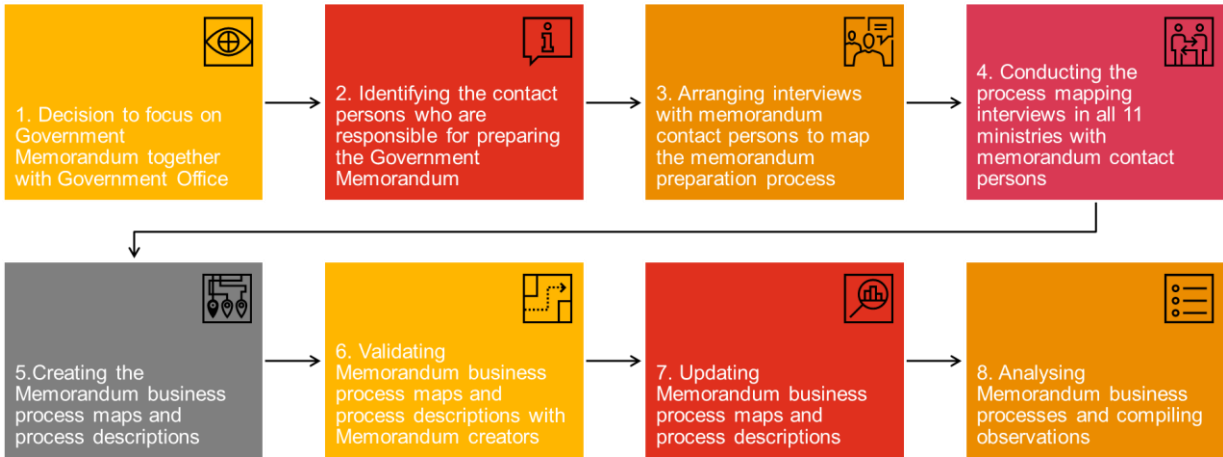 1. Decision to focus on
Government
Memorandum together
with Government Office
2. Identifying the contact
persons who are
responsible for preparing
the Government
Memorandum
3. Arranging interviews
with memorandum
contact persons to map
the memorandum
preparation process
4. Conducting the
process mapping
interviews in all 11
ministries with
memorandum contact
persons
5.Creating the
Memorandum business
process maps and
process descriptions
6. Validating
Memorandum business
process maps and
process descriptions with
Memorandum creators
7. Updating
Memorandum business
process maps and
process descriptions
8. Analysing
Memorandum business
processes and compiling
observations